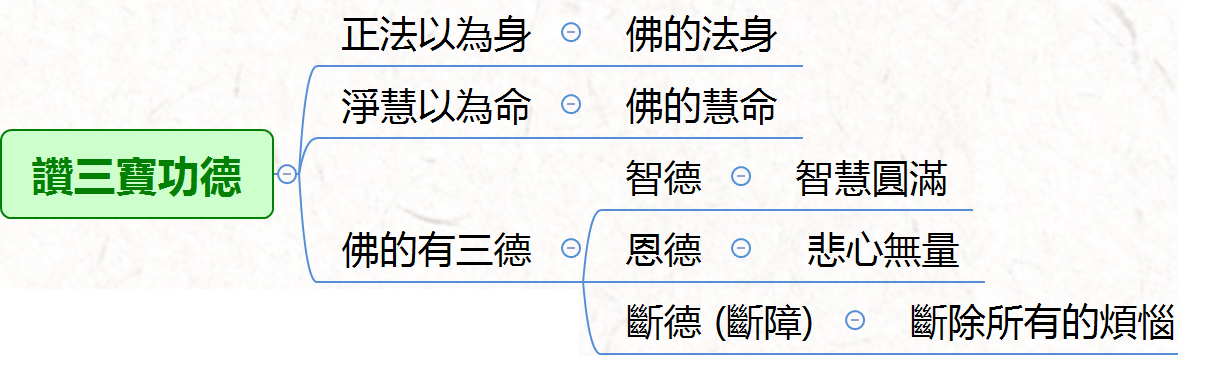 讚三寶功德
正法以為身 佛的法身
淨慧以為命 佛的慧命
佛的有三德
智德 智慧圓滿
恩德 悲心無量
斷德 (斷障) 斷除所有的煩惱